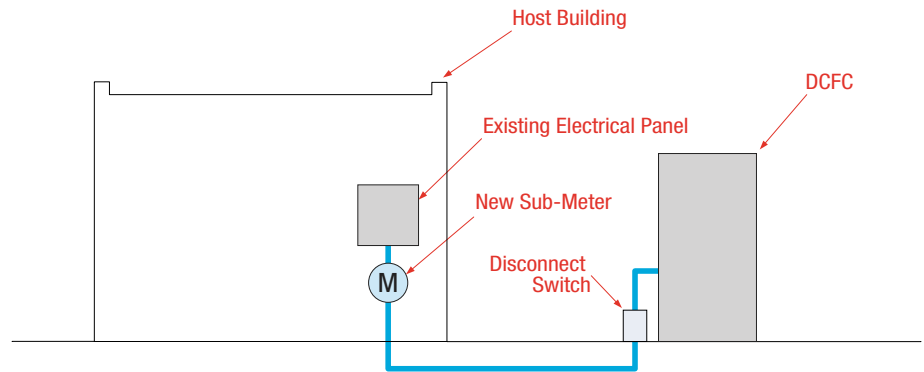 Host Building
DCFC
Existing Electrical Panel
New Sub-Meter
M
Disconnect
Switch